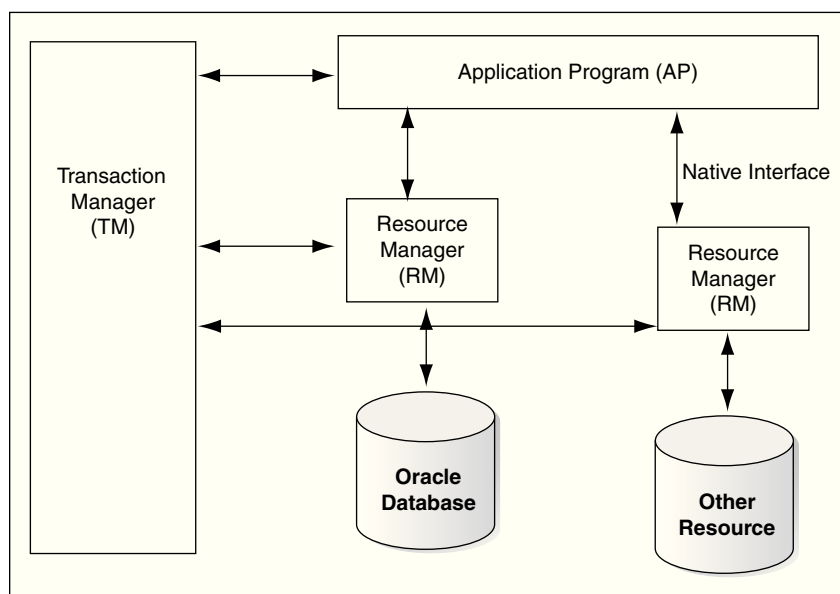 Application Program (AP)
Transaction
Manager
(TM)
Native Interface
Resource
Manager
(RM)
Resource
Manager
(RM)
Oracle
Database
Other
Resource